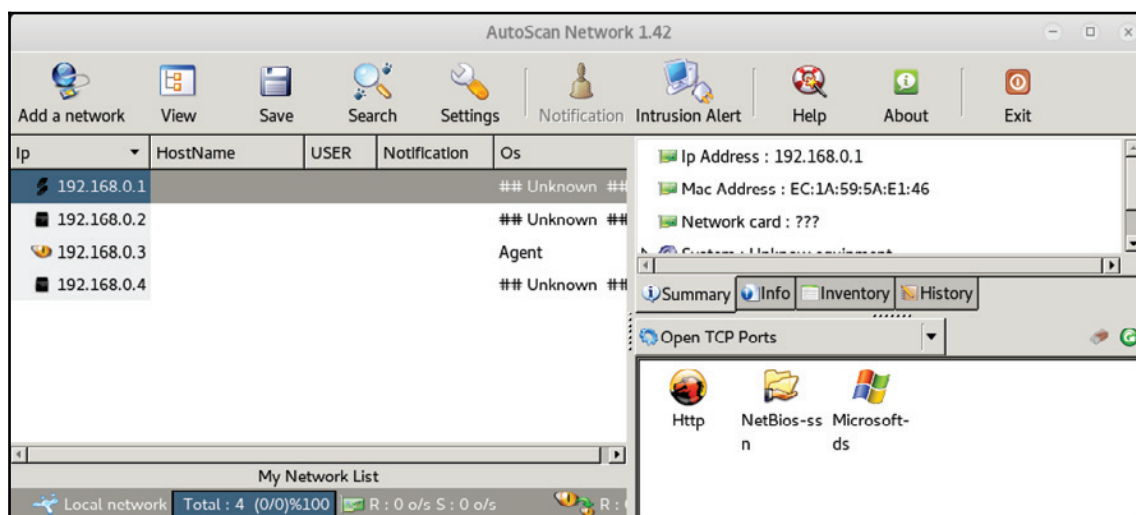 AutoScan Network 1.42
Add a network View Save Search Settings Notification Intrusion Alert Help About Exit
Ip HostName USER Notification Os
192.168.0.1 ## Unknown ##
192.168.0.2 ## Unknown ##
192.168.0.3 Agent
192.168.0.4 ## Unknown ##
My Network List
Local network Total : 4 (0/0)%100 R : 0 o/s S : 0 o/s R :
Ip Address : 192.168.0.1
Mac Address : EC:1A:59:5A:E1:46
Network card : ???
System : Unknow equipment
Summary Info Inventory History
Open TCP Ports
Http NetBios-ss Microsoft-
n ds